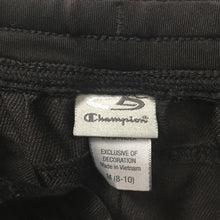 Champion
EXCLUSIVE OF
DECORATION
Made in Vietnam
M (8-10)